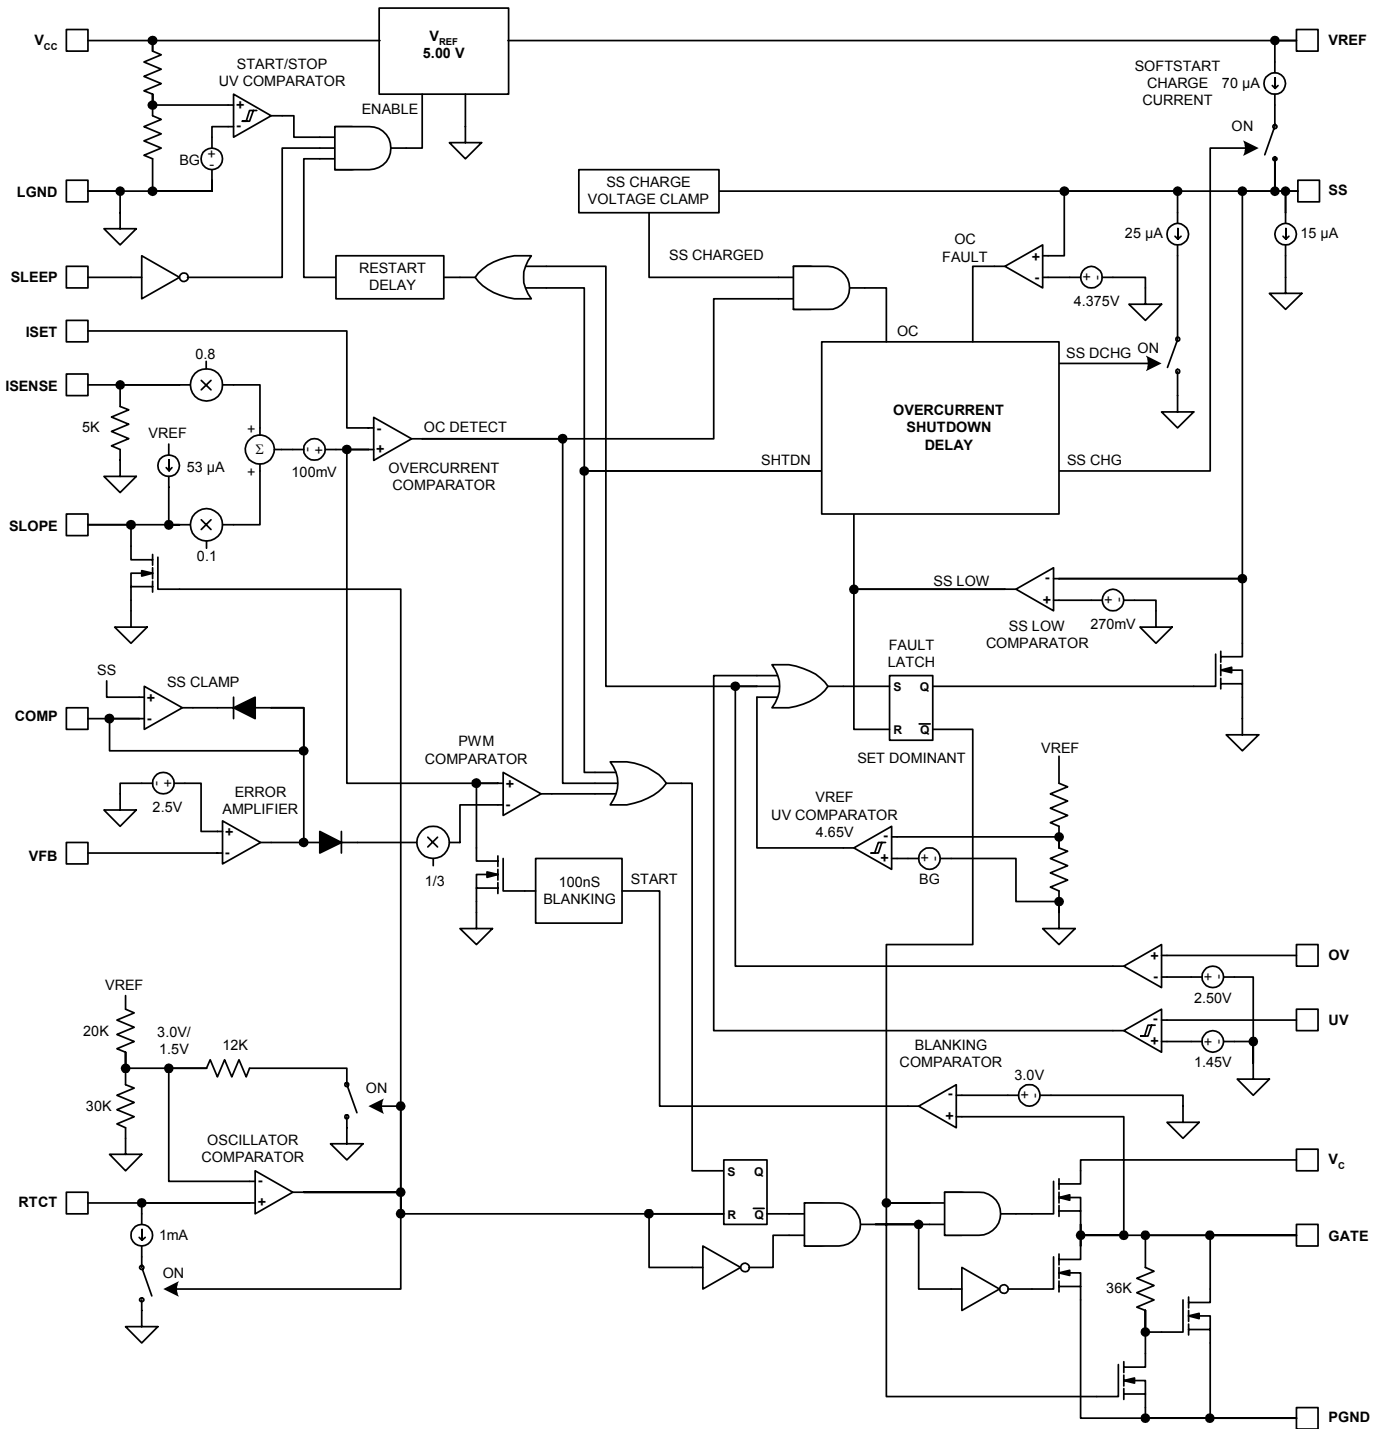 V_CC
V_REF
5.00 V
VREF
START/STOP
UV COMPARATOR
ENABLE
SOFTSTART
CHARGE
CURRENT
70 µA
ON
+
-
BG
+
-
LGND
SS CHARGE
VOLTAGE CLAMP
SS
25 µA
15 µA
OC
FAULT
SS CHARGED
+
-
+ -
4.375V
SLEEP
RESTART
DELAY
ISET
OC
SS DCHG
ON
0.8
ISENSE
×
5K
VREF
53 µA
+
Σ
+
- +
100mV
-
+
OC DETECT
OVERCURRENT
COMPARATOR
OVERCURRENT
SHUTDOWN
DELAY
SHTDN
SS CHG
SLOPE
×
0.1
SS LOW
-
+
+ -
270mV
SS LOW
COMPARATOR
FAULT
LATCH
S
Q
R
Q
SET DOMINANT
SS
SS CLAMP
+
-
COMP
PWM
COMPARATOR
+
-
VREF
- +
2.5V
ERROR
AMPLIFIER
+
-
VFB
×
1/3
VREF
UV COMPARATOR
4.65V
-
+
+ -
BG
100nS
BLANKING
START
OV
+
-
+ -
2.50V
UV
-
+
+ -
1.45V
VREF
20K
3.0V/
1.5V
12K
30K
ON
BLANKING
COMPARATOR
3.0V
-
+
+ -
OSCILLATOR
COMPARATOR
-
+
RTCT
1mA
ON
S
Q
R
Q
V_C
GATE
36K
PGND